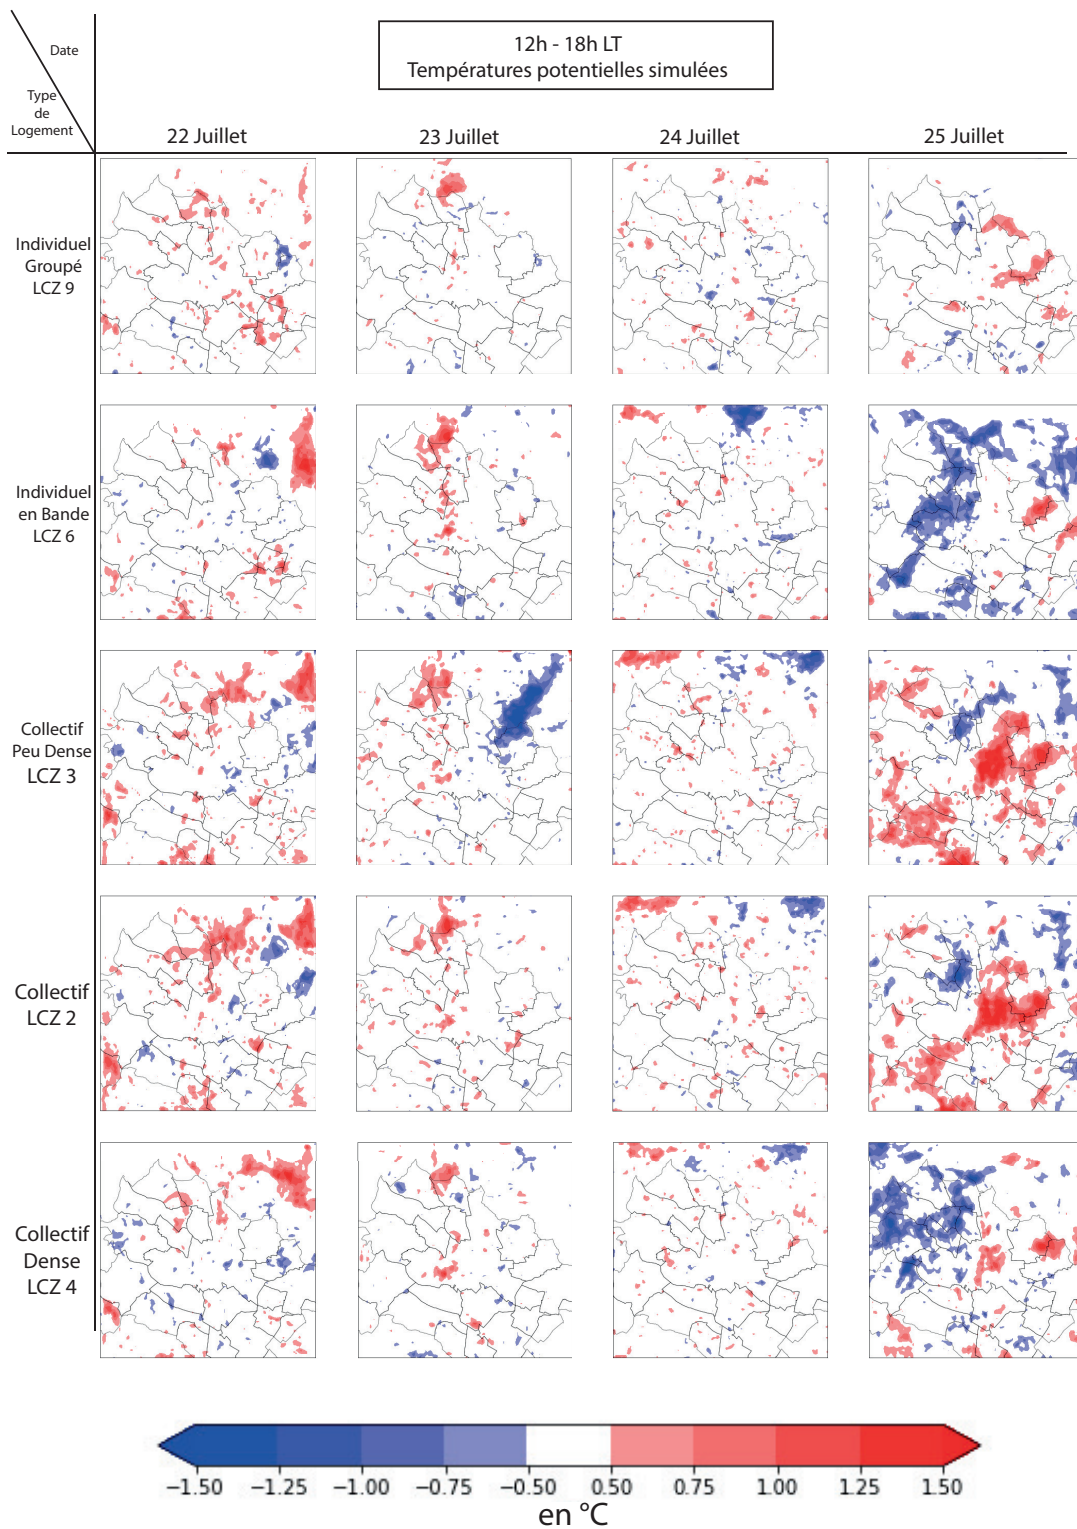 Date
Type
de
Logement
12h - 18h LT
Températures potentielles simulées
22 Juillet
23 Juillet
24 Juillet
25 Juillet
Individuel
Groupé
LCZ 9
Individuel
en Bande
LCZ 6
Collectif
Peu Dense
LCZ 3
Collectif
LCZ 2
Collectif
Dense
LCZ 4
−1.50 −1.25 −1.00 −0.75 −0.50 0.50 0.75 1.00 1.25 1.50
en °C